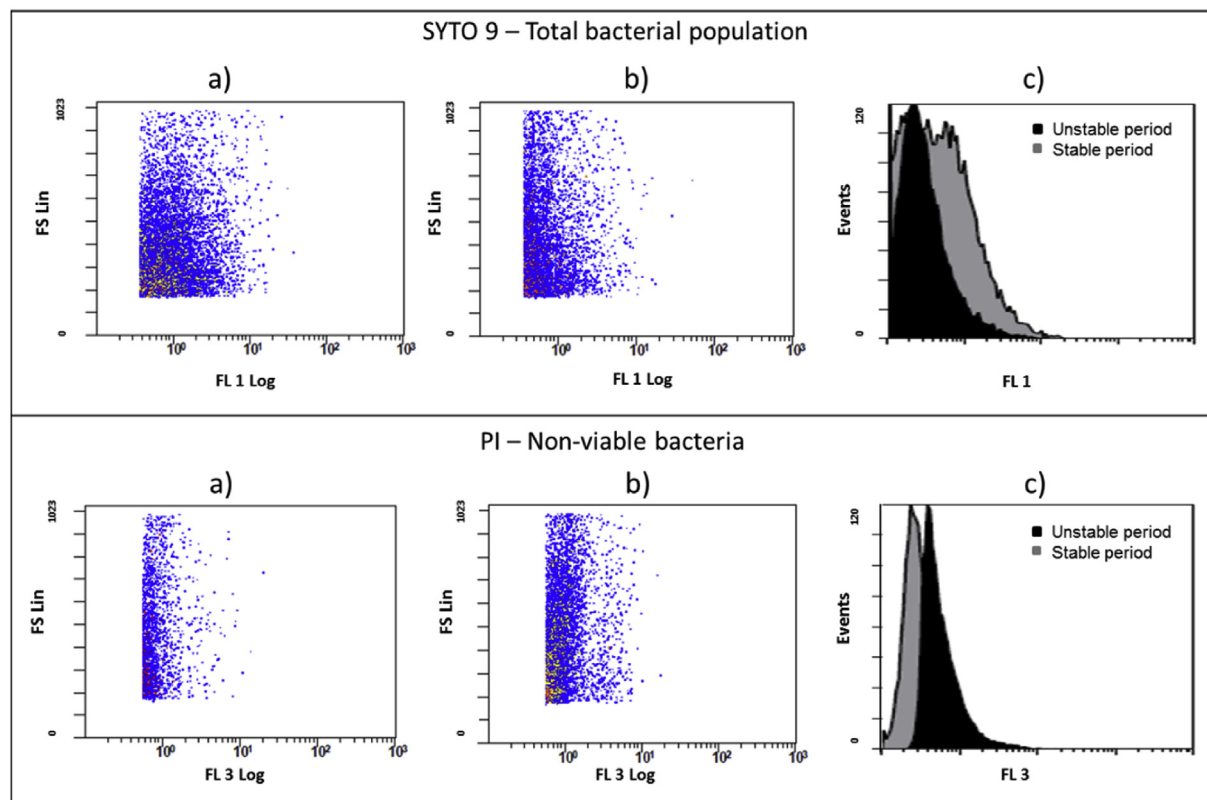 SYTO 9 – Total bacterial population
a)
b)
c)
1023
FS Lin
0
10⁰ 10¹ 10² 10³
FL 1 Log
1023
FS Lin
0
10⁰ 10¹ 10² 10³
FL 1 Log
120
Events
0
Unstable period
Stable period
FL 1
PI – Non-viable bacteria
a)
b)
c)
1023
FS Lin
0
10⁰ 10¹ 10² 10³
FL 3 Log
1023
FS Lin
0
10⁰ 10¹ 10² 10³
FL 3 Log
120
Events
0
Unstable period
Stable period
FL 3